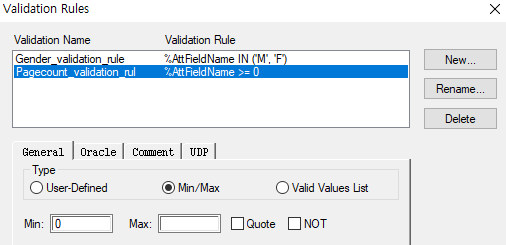 Validation Rules
Validation Name Validation Rule
Gender_validation_rule %AttFieldName IN ('M', 'F')
Pagecount_validation_rul %AttFieldName >= 0
New...
Rename...
Delete
General Oracle Comment UDP
Type
User-Defined Min/Max Valid Values List
Min: 0 Max: Quote NOT